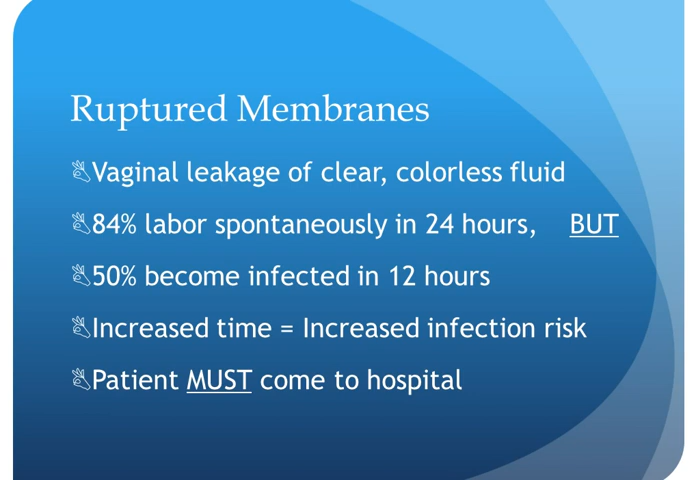 Ruptured Membranes
Vaginal leakage of clear, colorless fluid
84% labor spontaneously in 24 hours, BUT
50% become infected in 12 hours
Increased time = Increased infection risk
Patient MUST come to hospital